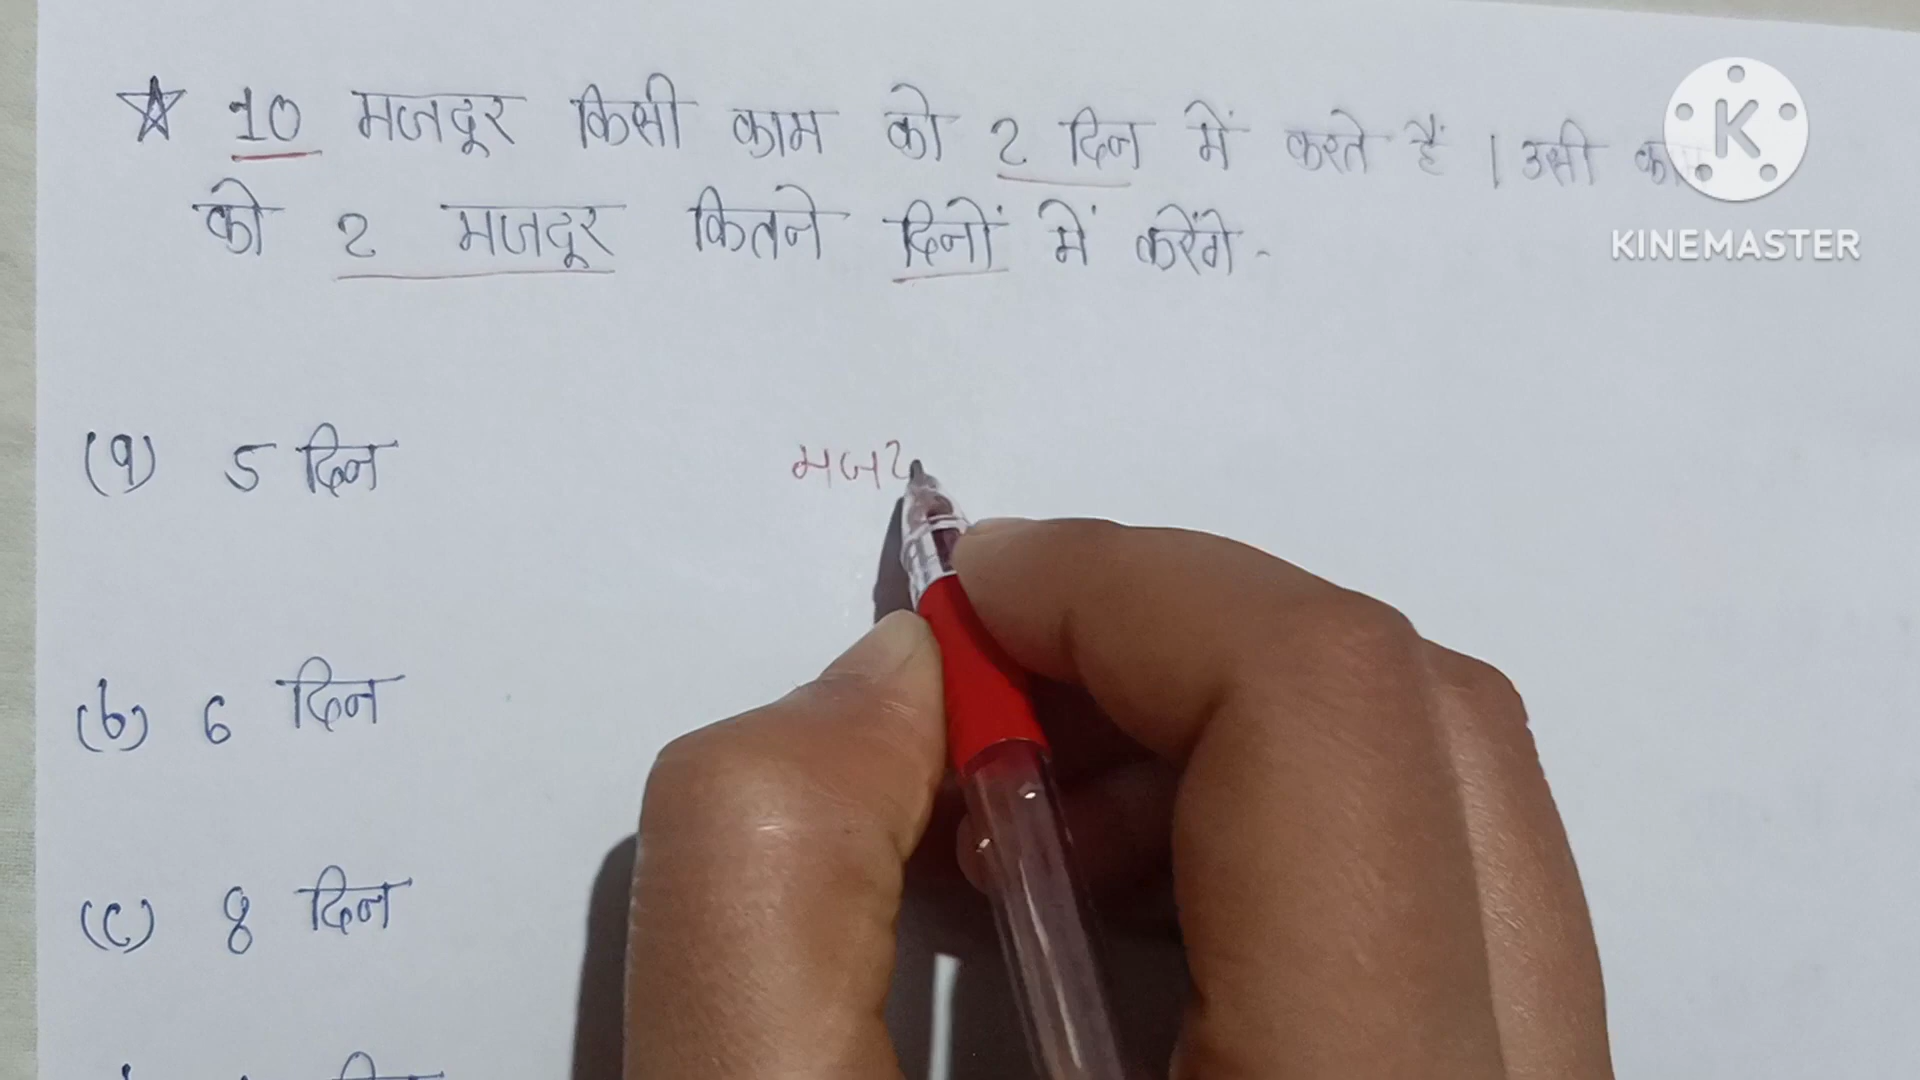 ☆ 10 मजदूर किसी काम को 2 दिन में करते हैं । उसी काम
को 2 मजदूर कितने दिनों में करेंगे -
K
KINEMASTER
(a) 5 दिन
मजद
(b) 6 दिन
(c) 8 दिन